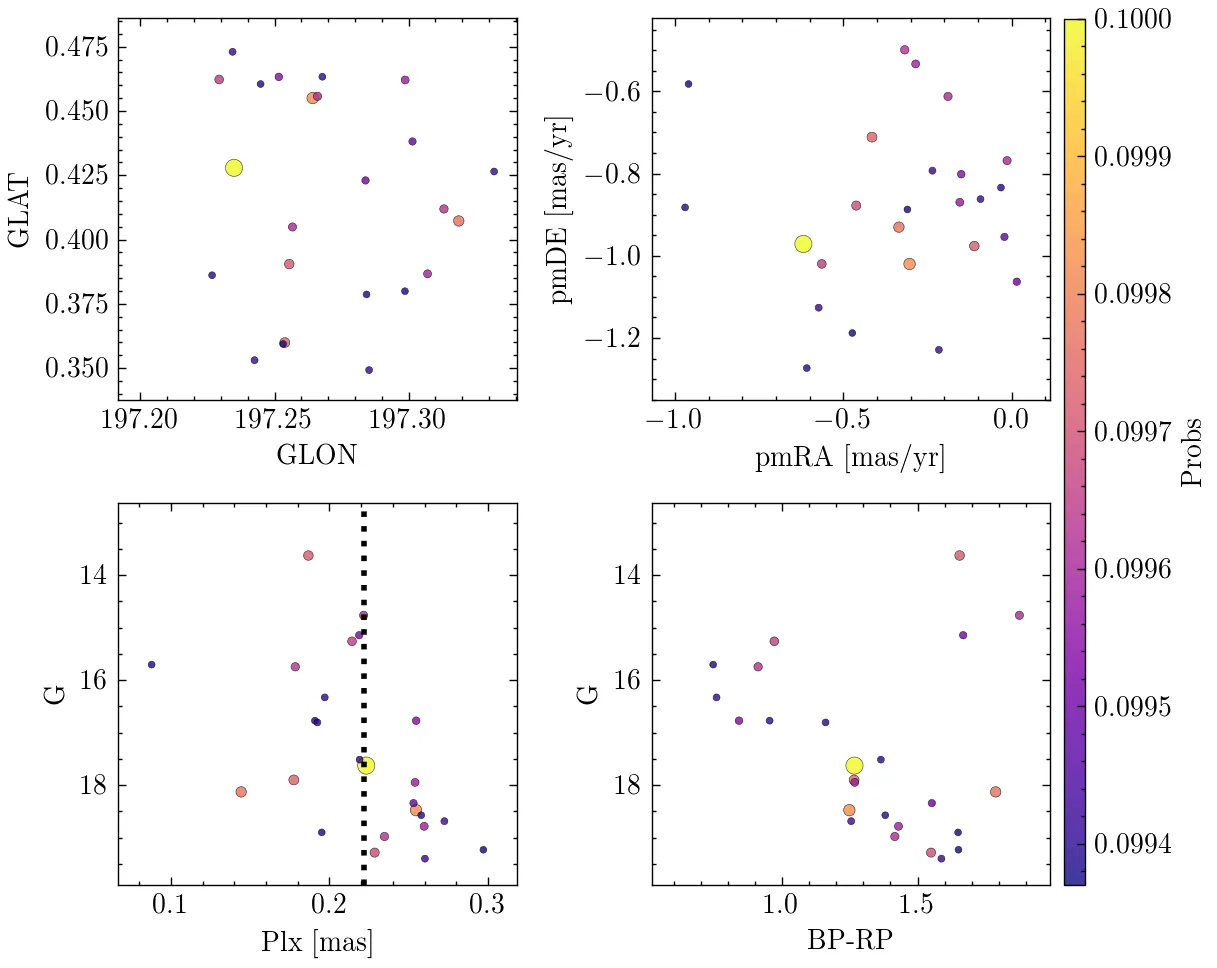 0.475
0.450
0.425
0.400
0.375
0.350
GLAT
197.20 197.25 197.30
GLON
−0.6
−0.8
−1.0
−1.2
pmDE [mas/yr]
−1.0 −0.5 0.0
pmRA [mas/yr]
0.1000
0.0999
0.0998
0.0997
0.0996
0.0995
0.0994
Probs
14
16
18
G
0.1 0.2 0.3
Plx [mas]
14
16
18
G
1.0 1.5
BP-RP